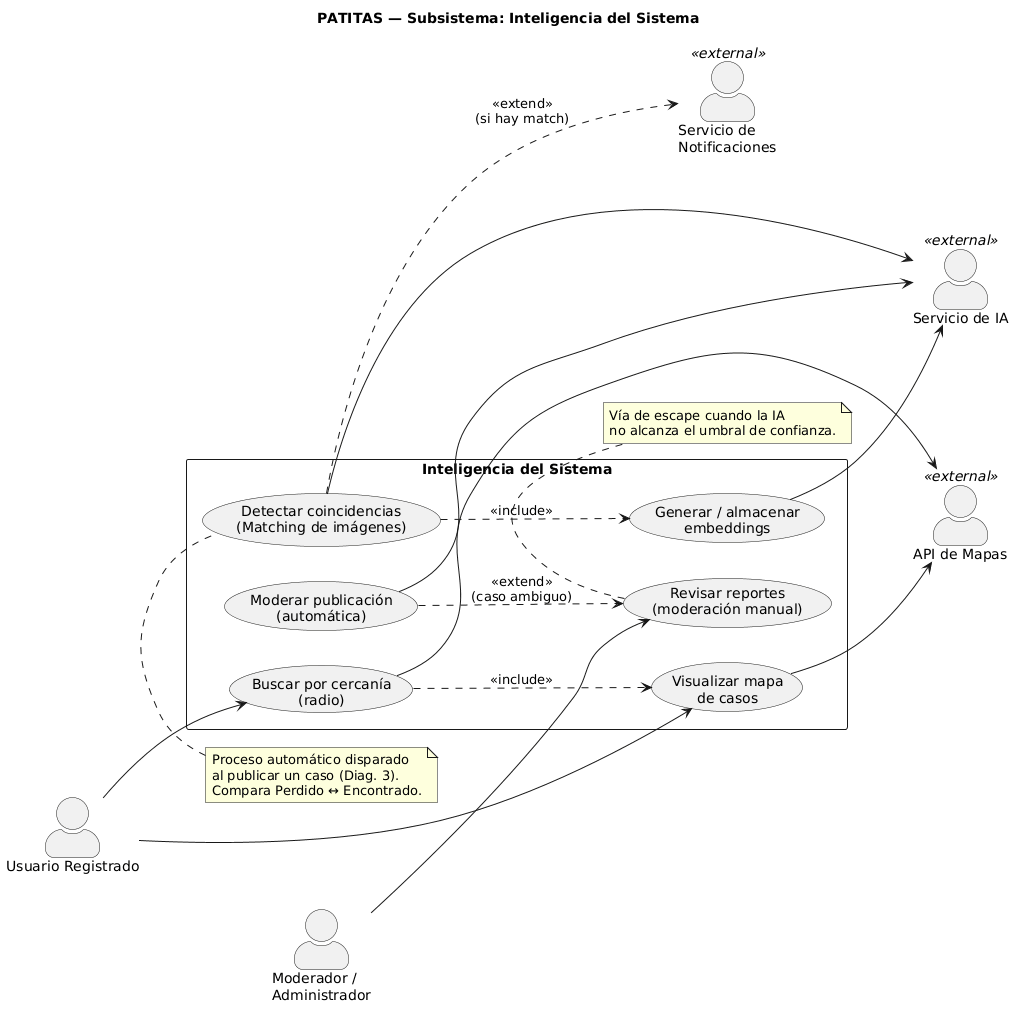 PATITAS — Subsistema: Inteligencia del Sistema
«external»
Servicio de
Notificaciones
«extend»
(si hay match)
«external»
Servicio de IA
Vía de escape cuando la IA
no alcanza el umbral de confianza.
Inteligencia del Sistema
«external»
API de Mapas
Detectar coincidencias
(Matching de imágenes)
«include»
Generar / almacenar
embeddings
Moderar publicación
(automática)
«extend»
(caso ambiguo)
Revisar reportes
(moderación manual)
Buscar por cercanía
(radio)
«include»
Visualizar mapa
de casos
Proceso automático disparado
al publicar un caso (Diag. 3).
Compara Perdido ↔ Encontrado.
Usuario Registrado
Moderador /
Administrador